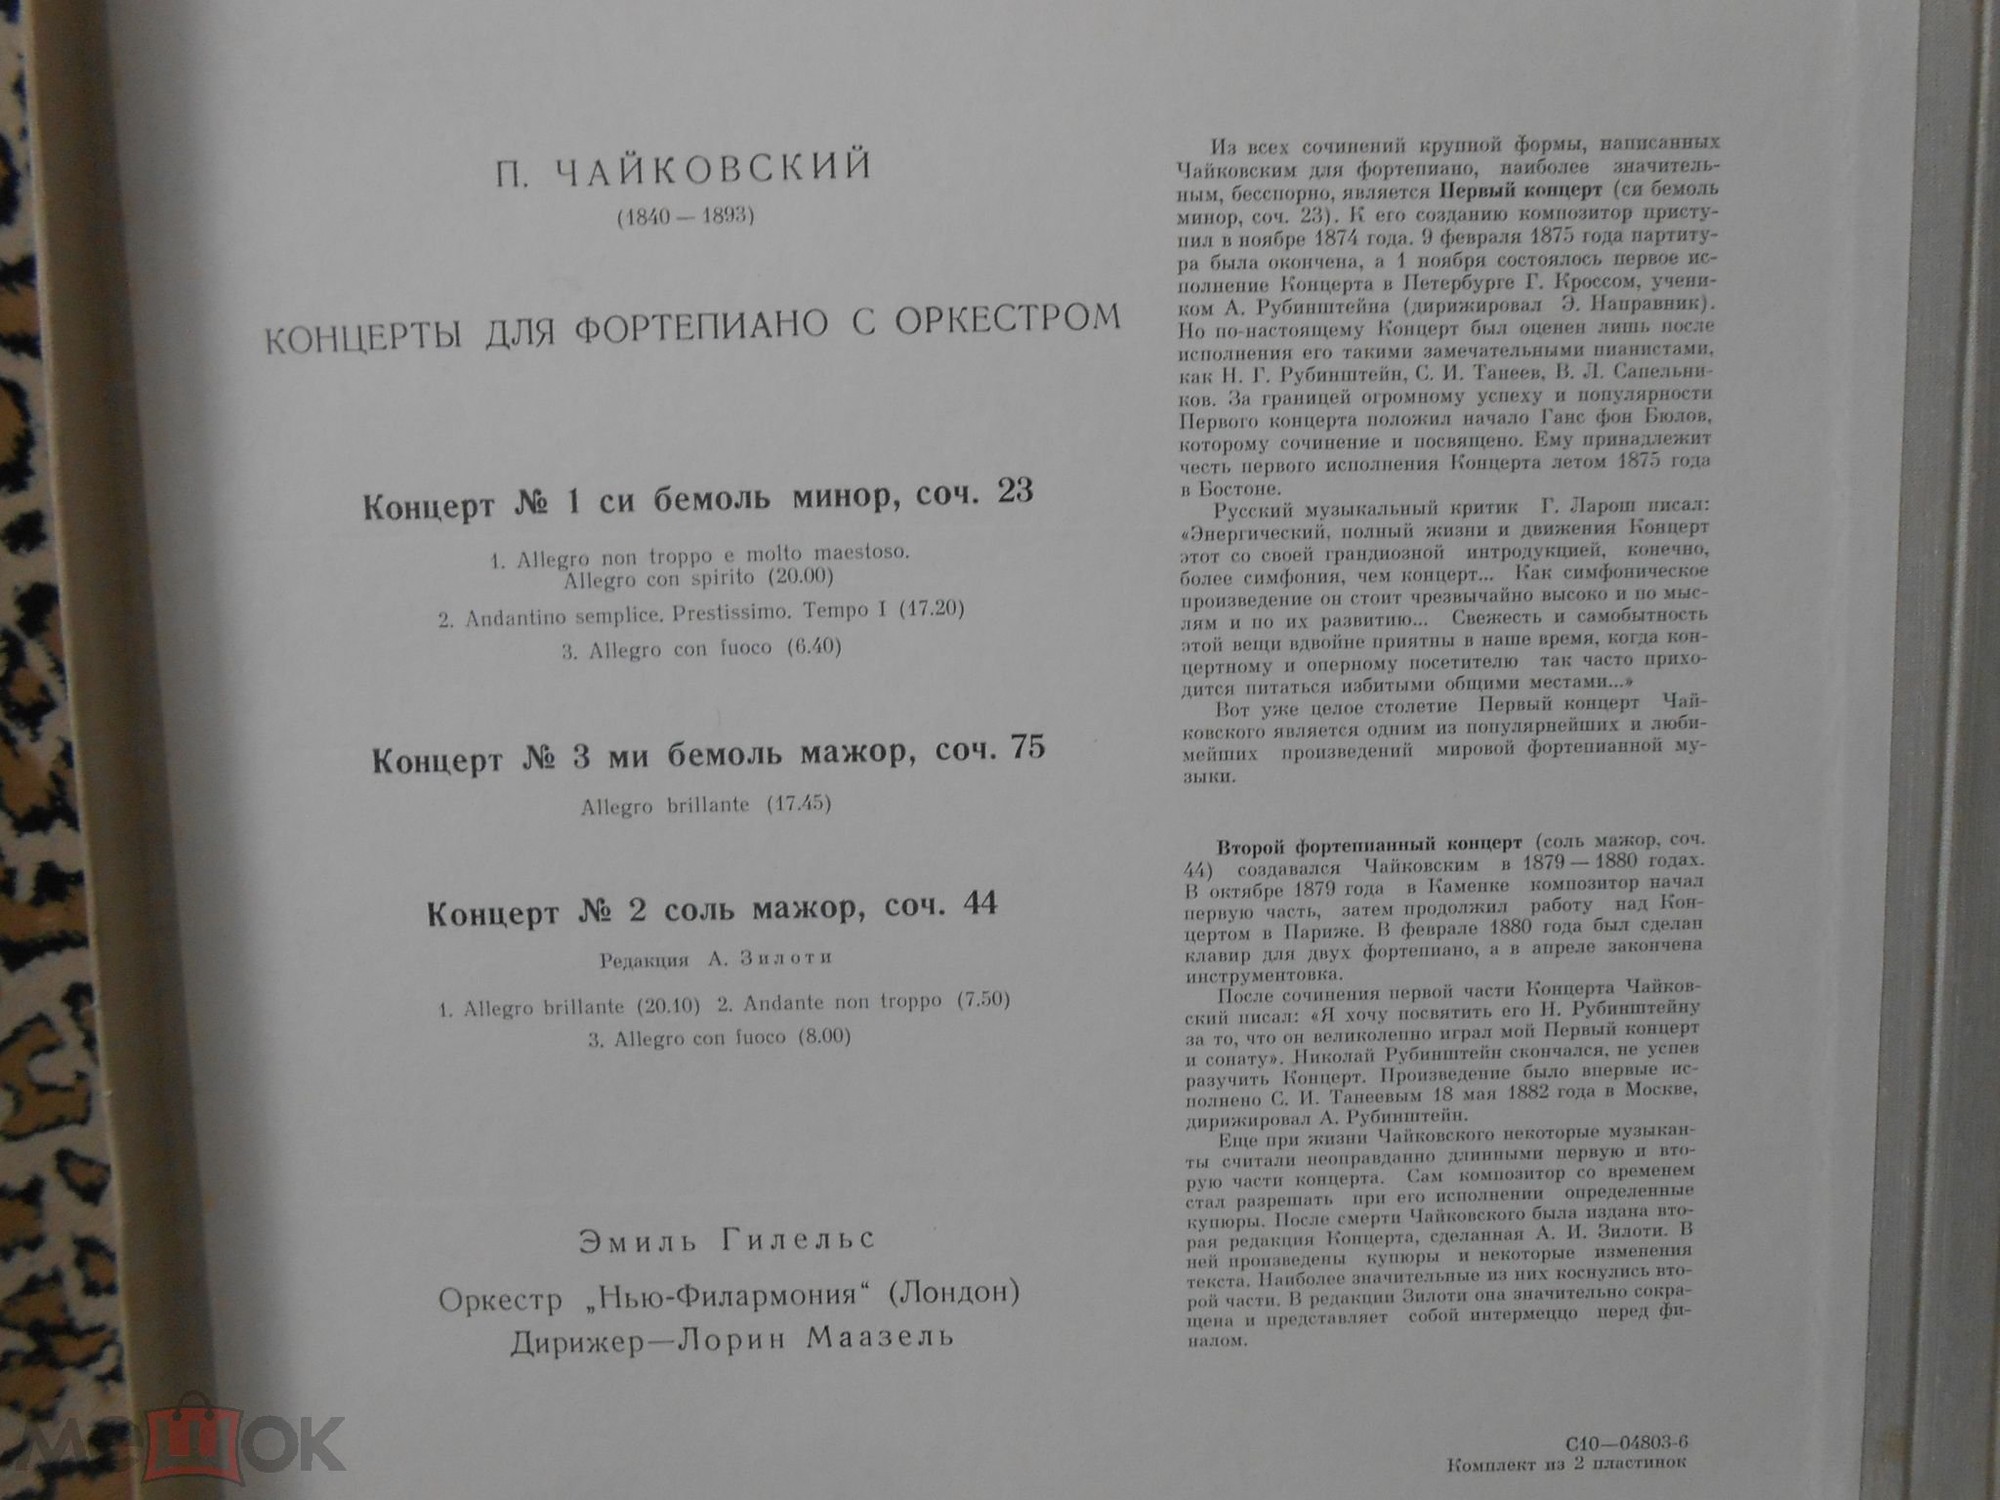 П. ЧАЙКОВСКИЙ
(1840 — 1893)
КОНЦЕРТЫ ДЛЯ ФОРТЕПИАНО С ОРКЕСТРОМ
Концерт № 1 си бемоль минор, соч. 23
1. Allegro non troppo e molto maestoso.
Allegro con spirito (20.00)
2. Andantino semplice. Prestissimo. Tempo I (17.20)
3. Allegro con fuoco (6.40)
Концерт № 3 ми бемоль мажор, соч. 75
Allegro brillante (17.45)
Концерт № 2 соль мажор, соч. 44
Редакция А. Зилоти
1. Allegro brillante (20.10) 2. Andante non troppo (7.50)
3. Allegro con fuoco (8.00)
Эмиль Гилельс
Оркестр „Нью-Филармония“ (Лондон)
Дирижер—Лорин Маазель
Из всех сочинений крупной формы, написанных
Чайковским для фортепиано, наиболее значитель-
ным, бесспорно, является Первый концерт (си бемоль
минор, соч. 23). К его созданию композитор присту-
пил в ноябре 1874 года. 9 февраля 1875 года партиту-
ра была окончена, а 1 ноября состоялось первое ис-
полнение Концерта в Петербурге Г. Кроссом, учени-
ком А. Рубинштейна (дирижировал Э. Направник).
Но по-настоящему Концерт был оценен лишь после
исполнения его такими замечательными пианистами,
как Н. Г. Рубинштейн, С. И. Танеев, В. Л. Сапельни-
ков. За границей огромному успеху и популярности
Первого концерта положил начало Ганс фон Бюлов,
которому сочинение и посвящено. Ему принадлежит
честь первого исполнения Концерта летом 1875 года
в Бостоне.
Русский музыкальный критик Г. Ларош писал:
«Энергический, полный жизни и движения Концерт
этот со своей грандиозной интродукцией, конечно,
более симфония, чем концерт... Как симфоническое
произведение он стоит чрезвычайно высоко и по мыс-
лям и по их развитию... Свежесть и самобытность
этой вещи вдвойне приятны в наше время, когда кон-
цертному и оперному посетителю так часто прихо-
дится питаться избитыми общими местами...»
Вот уже целое столетие Первый концерт Чай-
ковского является одним из популярнейших и люби-
мейших произведений мировой фортепианной му-
зыки.
Второй фортепианный концерт (соль мажор, соч.
44) создавался Чайковским в 1879 — 1880 годах.
В октябре 1879 года в Каменке композитор начал
первую часть, затем продолжил работу над Кон-
цертом в Париже. В феврале 1880 года был сделан
клавир для двух фортепиано, а в апреле закончена
инструментовка.
После сочинения первой части Концерта Чайков-
ский писал: «Я хочу посвятить его Н. Рубинштейну
за то, что он великолепно играл мой Первый концерт
и сонату». Николай Рубинштейн скончался, не успев
разучить Концерт. Произведение было впервые ис-
полнено С. И. Танеевым 18 мая 1882 года в Москве,
дирижировал А. Рубинштейн.
Еще при жизни Чайковского некоторые музыкан-
ты считали неоправданно длинными первую и вто-
рую части концерта. Сам композитор со временем
стал разрешать при его исполнении определенные
купюры. После смерти Чайковского была издана вто-
рая редакция Концерта, сделанная А. И. Зилоти. В
ней произведены купюры и некоторые изменения
текста. Наиболее значительные из них коснулись вто-
рой части. В редакции Зилоти она значительно сокра-
щена и представляет собой интермеццо перед фи-
налом.
С10—04803-6
Комплект из 2 пластинок
мешок